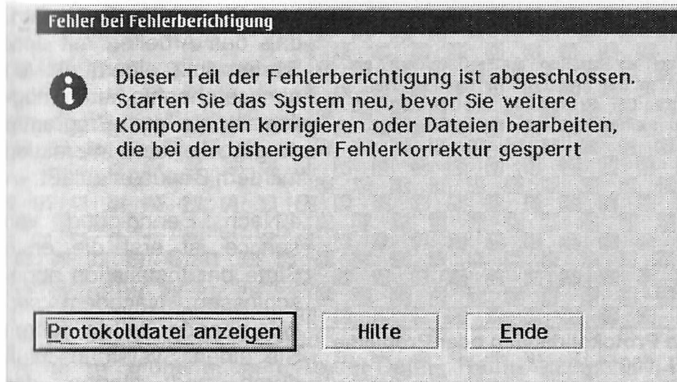 Fehler bei Fehlerberichtigung
Dieser Teil der Fehlerberichtigung ist abgeschlossen.
Starten Sie das System neu, bevor Sie weitere
Komponenten korrigieren oder Dateien bearbeiten,
die bei der bisherigen Fehlerkorrektur gesperrt
Protokolldatei anzeigen
Hilfe
Ende